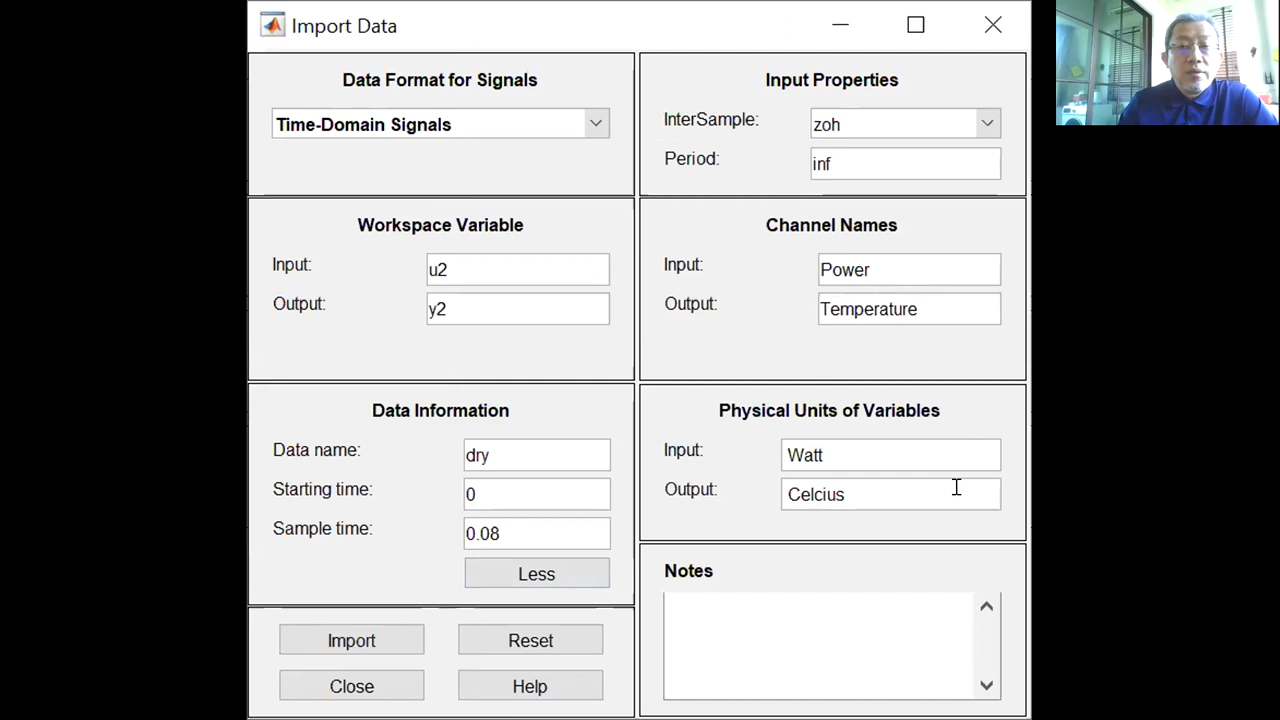 Import Data
Data Format for Signals
Time-Domain Signals
Workspace Variable
Input: u2
Output: y2
Data Information
Data name: dry
Starting time: 0
Sample time: 0.08
Less
Import Reset
Close Help
Input Properties
InterSample: zoh
Period: inf
Channel Names
Input: Power
Output: Temperature
Physical Units of Variables
Input: Watt
Output: Celcius
Notes